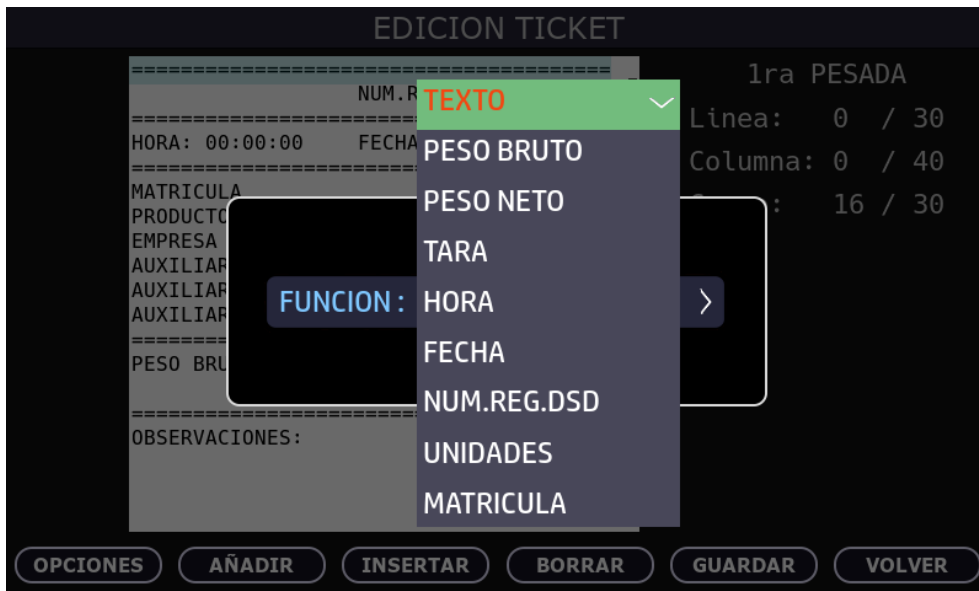 EDICION TICKET
========================================
NUM.R
HORA: 00:00:00 FECHA
MATRICULA
PRODUCTO
EMPRESA
AUXILIAR
AUXILIAR
AUXILIAR
PESO BRU
OBSERVACIONES:
1ra PESADA
Linea: 0 / 30
Columna: 0 / 40
: 16 / 30
FUNCION :
TEXTO
PESO BRUTO
PESO NETO
TARA
HORA
FECHA
NUM.REG.DSD
UNIDADES
MATRICULA
OPCIONES AÑADIR INSERTAR BORRAR GUARDAR VOLVER